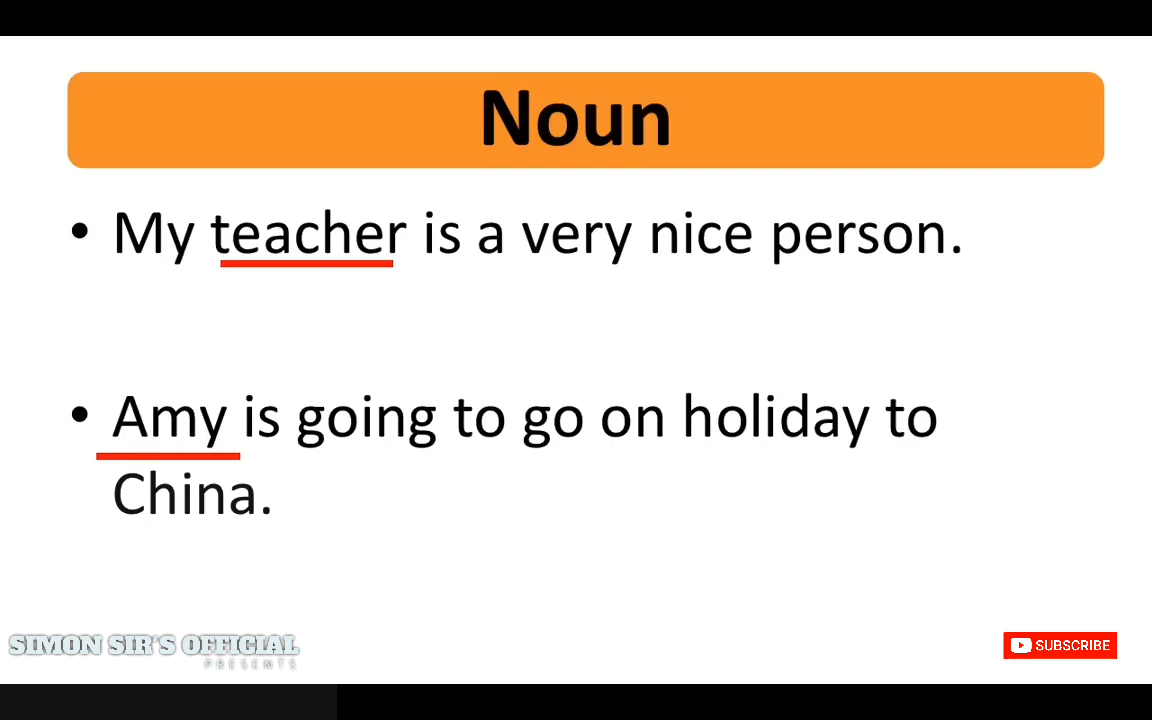 Noun
• My teacher is a very nice person.
• Amy is going to go on holiday to
China.
SIMON SIR'S OFFICIAL
PRESENTS
SUBSCRIBE